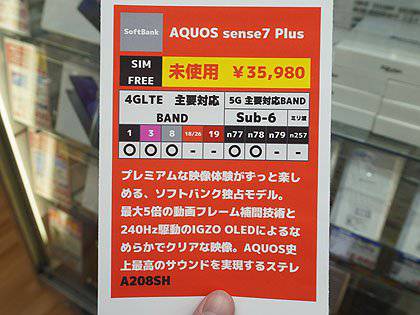 SoftBank
AQUOS sense7 Plus
SIM FREE
未使用 ¥35,980
4GLTE 主要対応BAND
5G 主要対応BAND
Sub-6 ミリ波
1 3 8 18/26 19 n77 n78 n79 n257
○ ○ ○ - - ○ ○ - -
プレミアムな映像体験がずっと楽し
める、ソフトバンク独占モデル。
最大5倍の動画フレーム補間技術と
240Hz駆動のIGZO OLEDによるな
めらかでクリアな映像。AQUOS史
上最高のサウンドを実現するステレ
A208SH